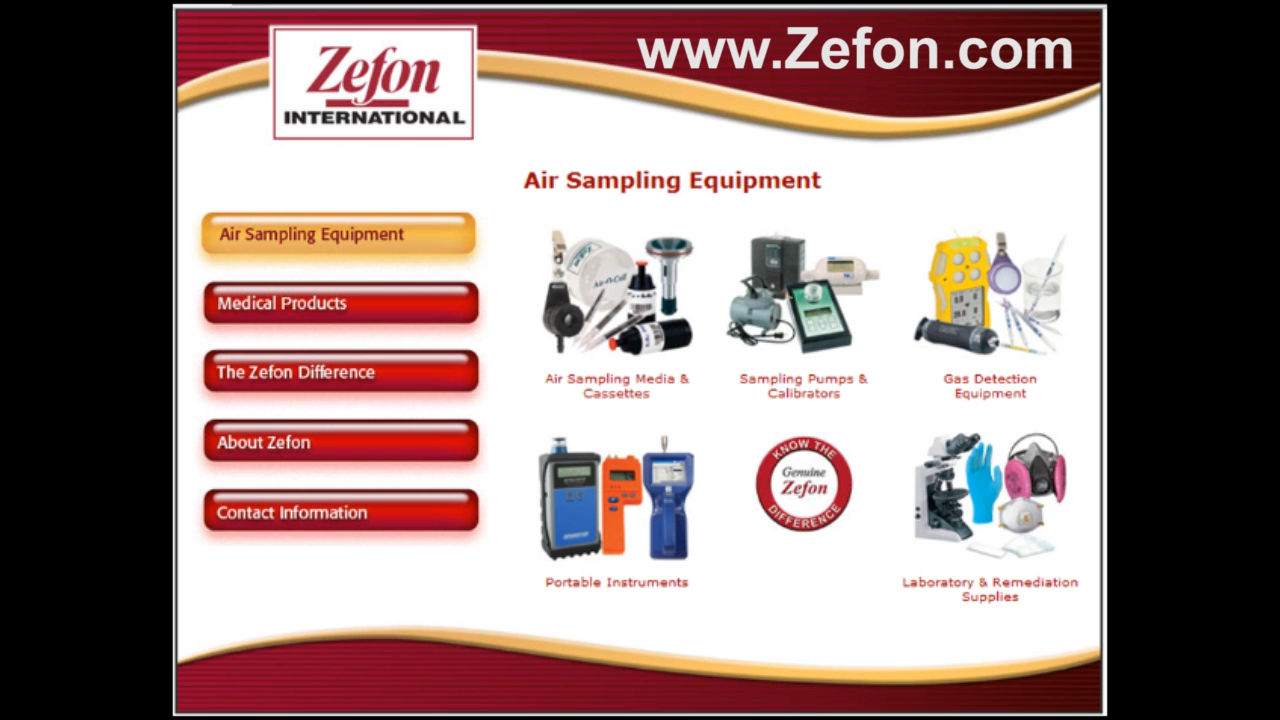 Zefon
INTERNATIONAL
www.Zefon.com
Air Sampling Equipment
Air Sampling Equipment
Medical Products
The Zefon Difference
About Zefon
Contact Information
Air-O-Cell
Air Sampling Media &
Cassettes
Sampling Pumps &
Calibrators
Gas Detection
Equipment
KNOW THE
Genuine
Zefon
DIFFERENCE
Portable Instruments
Laboratory & Remediation
Supplies